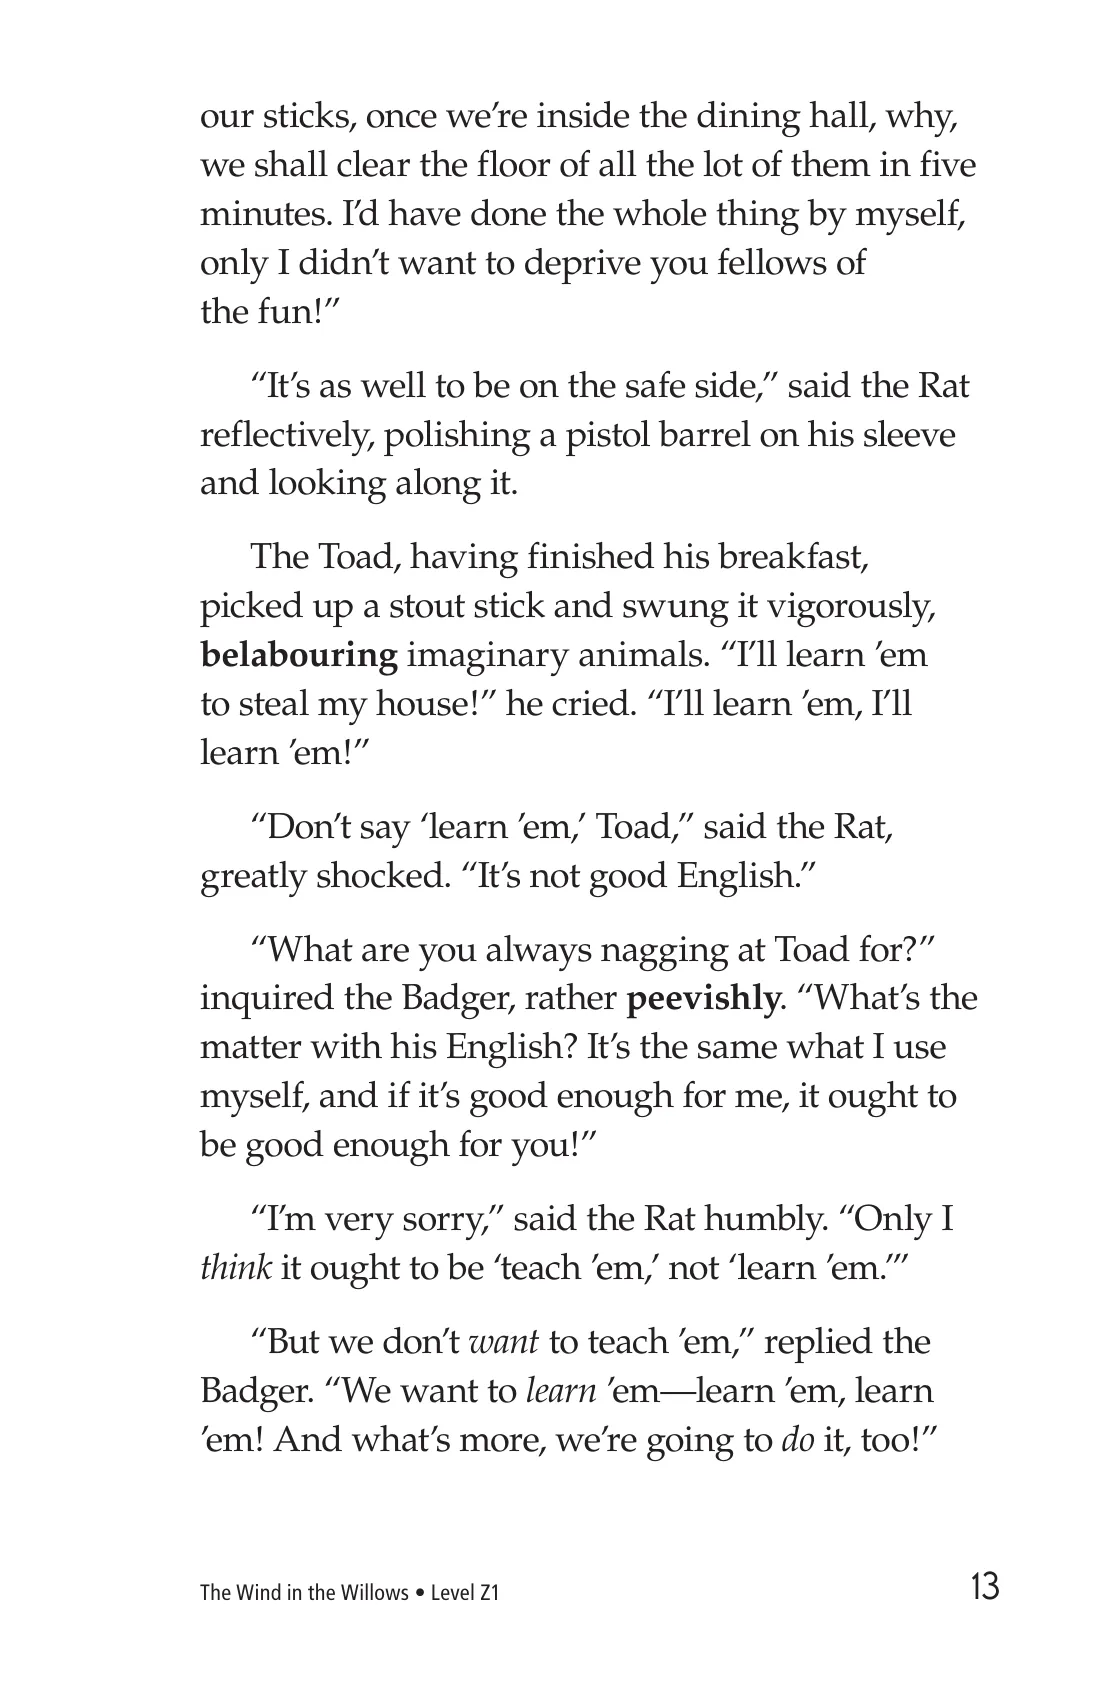 our sticks, once we’re inside the dining hall, why,
we shall clear the floor of all the lot of them in five
minutes. I’d have done the whole thing by myself,
only I didn’t want to deprive you fellows of
the fun!”
“It’s as well to be on the safe side,” said the Rat
reflectively, polishing a pistol barrel on his sleeve
and looking along it.
The Toad, having finished his breakfast,
picked up a stout stick and swung it vigorously,
belabouring imaginary animals. “I’ll learn ’em
to steal my house!” he cried. “I’ll learn ’em, I’ll
learn ’em!”
“Don’t say ‘learn ’em,’ Toad,” said the Rat,
greatly shocked. “It’s not good English.”
“What are you always nagging at Toad for?”
inquired the Badger, rather peevishly. “What’s the
matter with his English? It’s the same what I use
myself, and if it’s good enough for me, it ought to
be good enough for you!”
“I’m very sorry,” said the Rat humbly. “Only I
think it ought to be ‘teach ’em,’ not ‘learn ’em.’”
“But we don’t want to teach ’em,” replied the
Badger. “We want to learn ’em—learn ’em, learn
’em! And what’s more, we’re going to do it, too!”
The Wind in the Willows • Level Z1
13